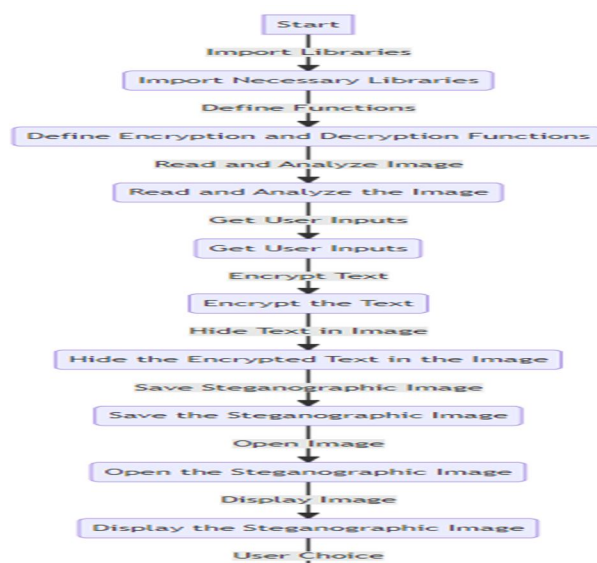 Start
Import Libraries
Import Necessary Libraries
Define Functions
Define Encryption and Decryption Functions
Read and Analyze Image
Read and Analyze the Image
Get User Inputs
Get User Inputs
Encrypt Text
Encrypt the Text
Hide Text in Image
Hide the Encrypted Text in the Image
Save Steganographic Image
Save the Steganographic Image
Open Image
Open the Steganographic Image
Display Image
Display the Steganographic Image
User Choice